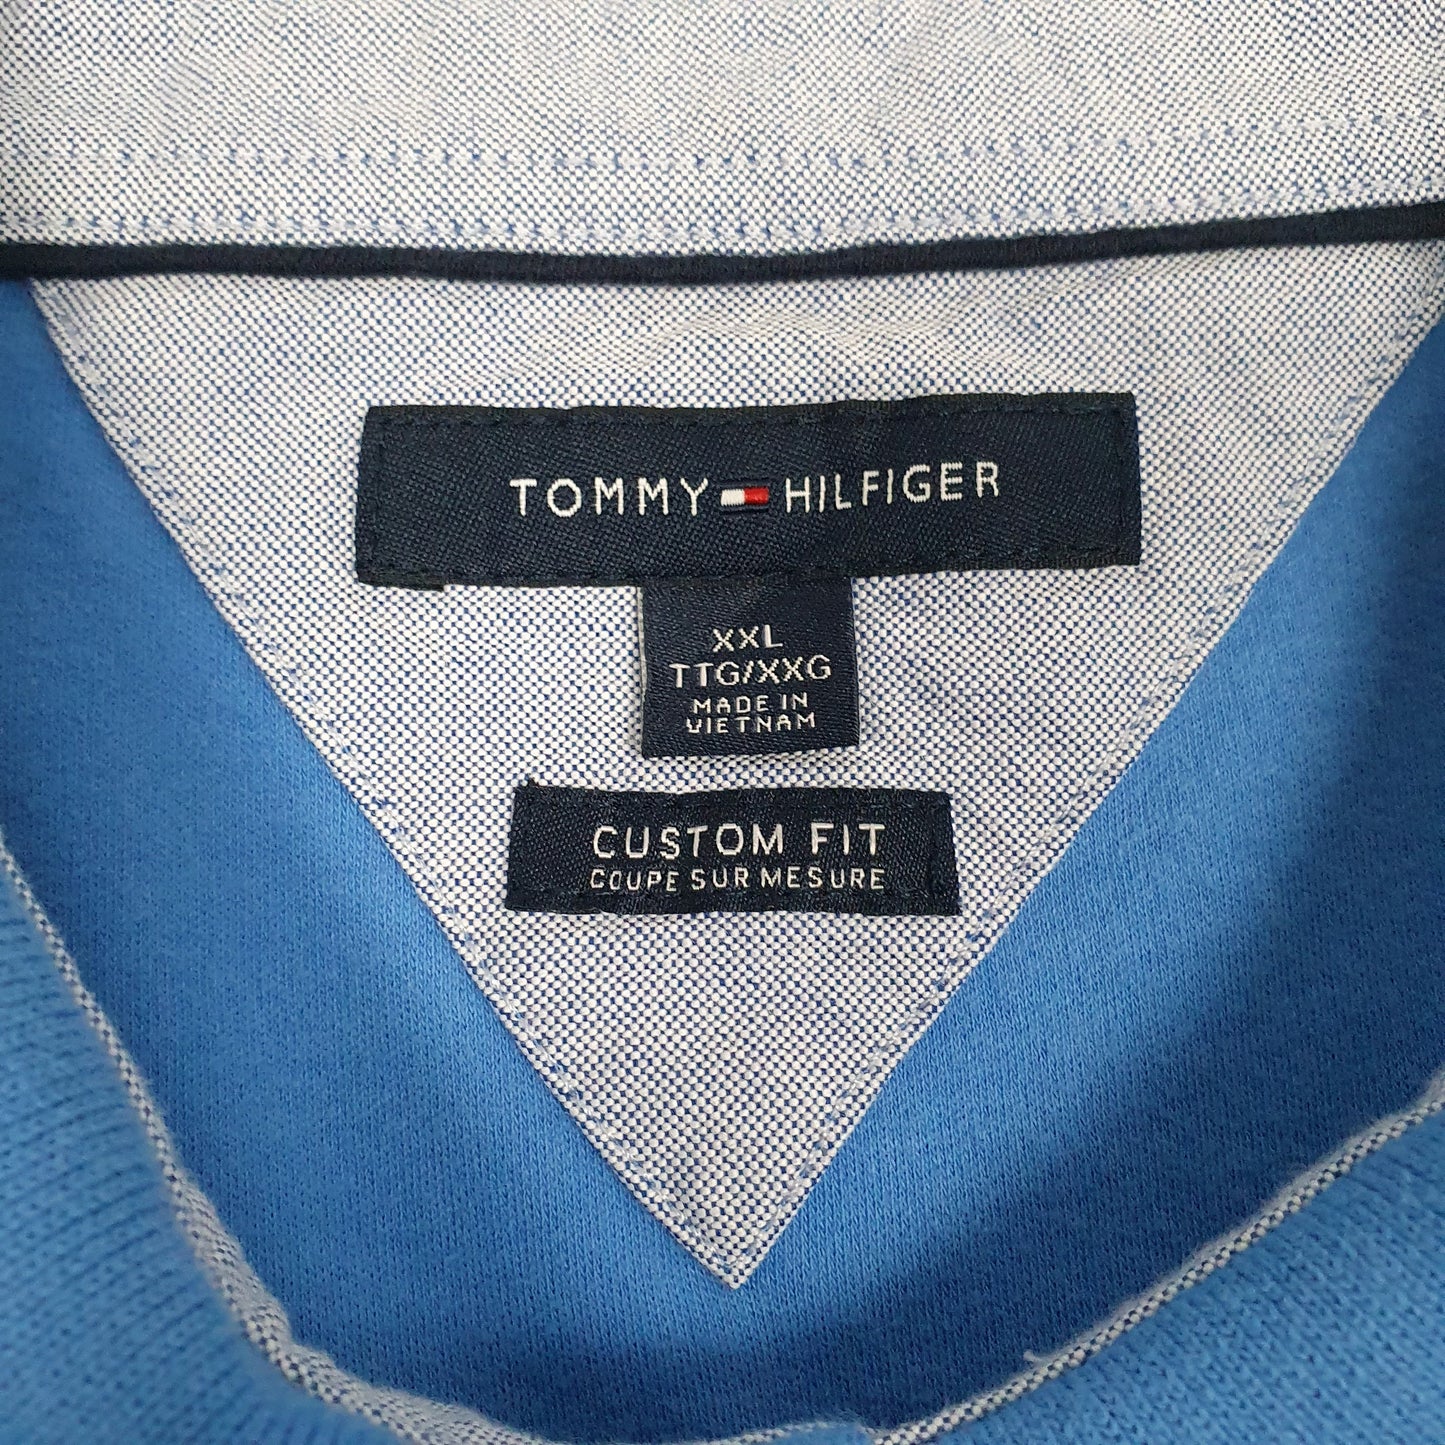 TOMMY HILFIGER
XXL
TTG/XXG
MADE IN
VIETNAM
CUSTOM FIT
COUPE SUR MESURE